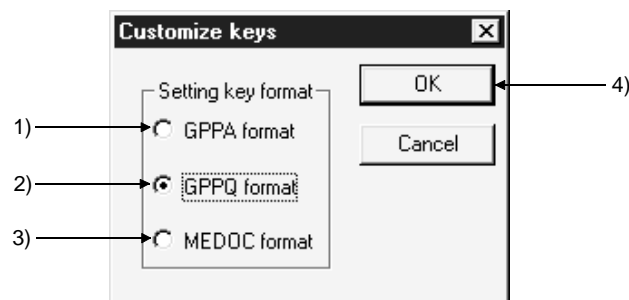 Customize keys
Setting key format
OK
4)
1)
GPPA format
Cancel
2)
GPPQ format
3)
MEDOC format